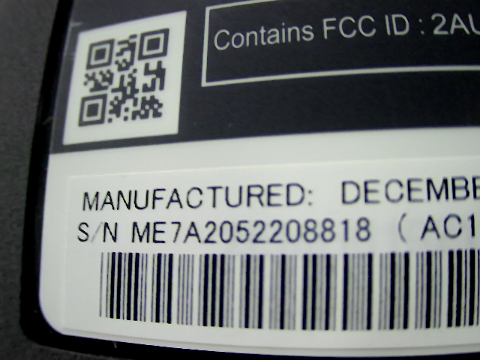 Contains FCC ID : 2AU
MANUFACTURED: DECEMBE
S/N ME7A2052208818 ( AC1